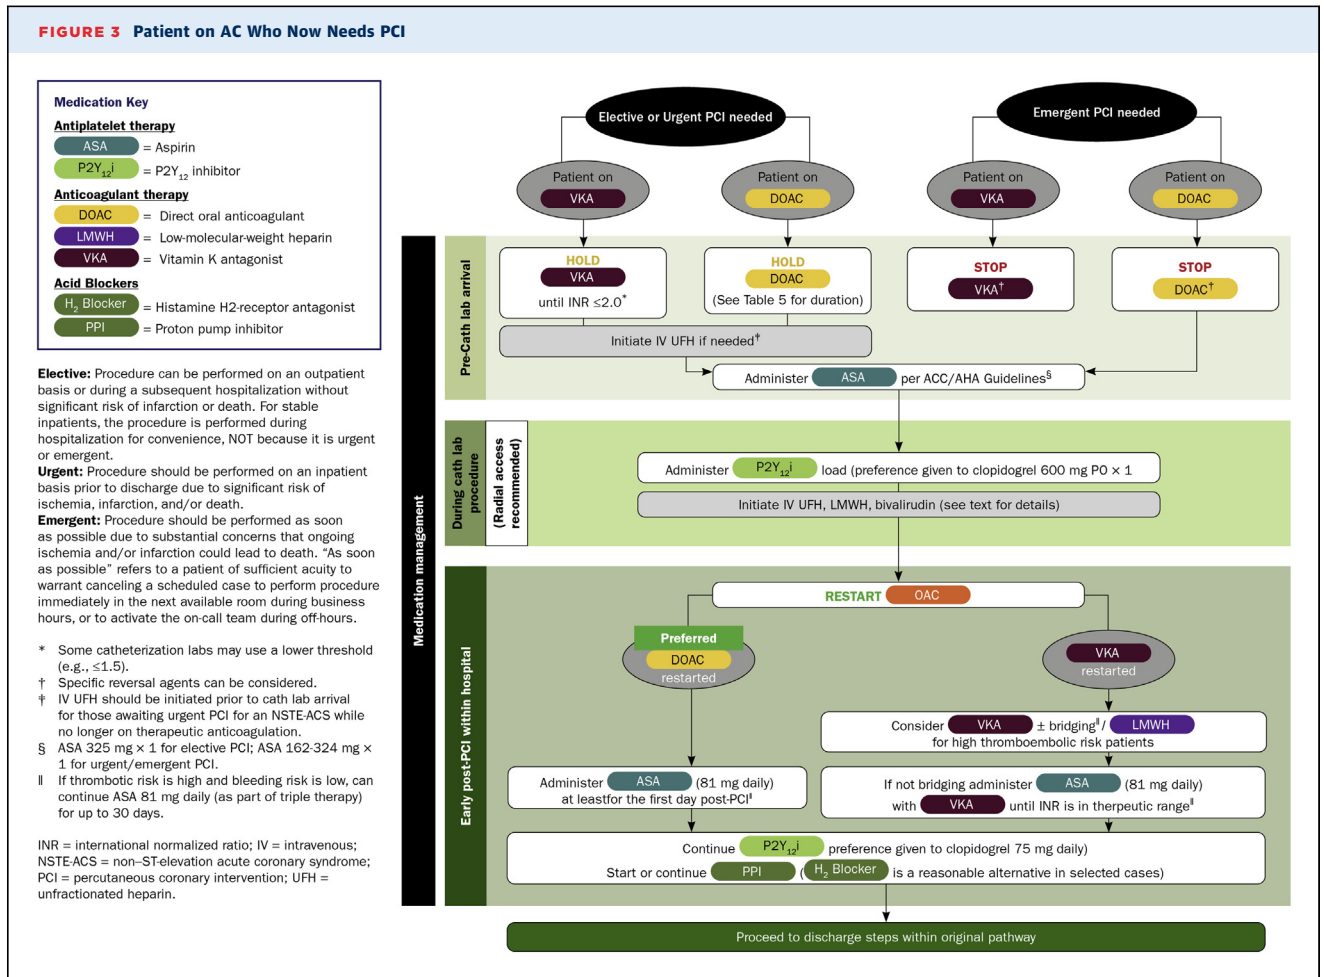 FIGURE 3 Patient on AC Who Now Needs PCI
Medication Key
Antiplatelet therapy
ASA = Aspirin
P2Y12i = P2Y12 inhibitor
Anticoagulant therapy
DOAC = Direct oral anticoagulant
LMWH = Low-molecular-weight heparin
VKA = Vitamin K antagonist
Acid Blockers
H2 Blocker = Histamine H2-receptor antagonist
PPI = Proton pump inhibitor
Elective: Procedure can be performed on an outpatient
basis or during a subsequent hospitalization without
significant risk of infarction or death. For stable
inpatients, the procedure is performed during
hospitalization for convenience, NOT because it is urgent
or emergent.
Urgent: Procedure should be performed on an inpatient
basis prior to discharge due to significant risk of
ischemia, infarction, and/or death.
Emergent: Procedure should be performed as soon
as possible due to substantial concerns that ongoing
ischemia and/or infarction could lead to death. “As soon
as possible” refers to a patient of sufficient acuity to
warrant canceling a scheduled case to perform procedure
immediately in the next available room during business
hours, or to activate the on-call team during off-hours.
* Some catheterization labs may use a lower threshold
(e.g., ≤1.5).
† Specific reversal agents can be considered.
‡ IV UFH should be initiated prior to cath lab arrival
for those awaiting urgent PCI for an NSTE-ACS while
no longer on therapeutic anticoagulation.
§ ASA 325 mg × 1 for elective PCI; ASA 162-324 mg ×
1 for urgent/emergent PCI.
‖ If thrombotic risk is high and bleeding risk is low, can
continue ASA 81 mg daily (as part of triple therapy)
for up to 30 days.
INR = international normalized ratio; IV = intravenous;
NSTE-ACS = non–ST-elevation acute coronary syndrome;
PCI = percutaneous coronary intervention; UFH =
unfractionated heparin.
Elective or Urgent PCI needed
Emergent PCI needed
Patient on
VKA
Patient on
DOAC
Patient on
VKA
Patient on
DOAC
Medication management
Pre-Cath lab arrival
HOLD
VKA
until INR ≤2.0*
HOLD
DOAC
(See Table 5 for duration)
STOP
VKA†
STOP
DOAC†
Initiate IV UFH if needed‡
Administer ASA per ACC/AHA Guidelines§
During cath lab
procedure
(Radial access
recommended)
Administer P2Y12i load (preference given to clopidogrel 600 mg PO × 1
Initiate IV UFH, LMWH, bivalirudin (see text for details)
Early post-PCI within hospital
RESTART OAC
Preferred
DOAC
restarted
VKA
restarted
Consider VKA ± bridging‖/ LMWH
for high thromboembolic risk patients
Administer ASA (81 mg daily)
at leastfor the first day post-PCI‖
If not bridging administer ASA (81 mg daily)
with VKA until INR is in therpeutic range‖
Continue P2Y12i preference given to clopidogrel 75 mg daily)
Start or continue PPI (H2 Blocker is a reasonable alternative in selected cases)
Proceed to discharge steps within original pathway